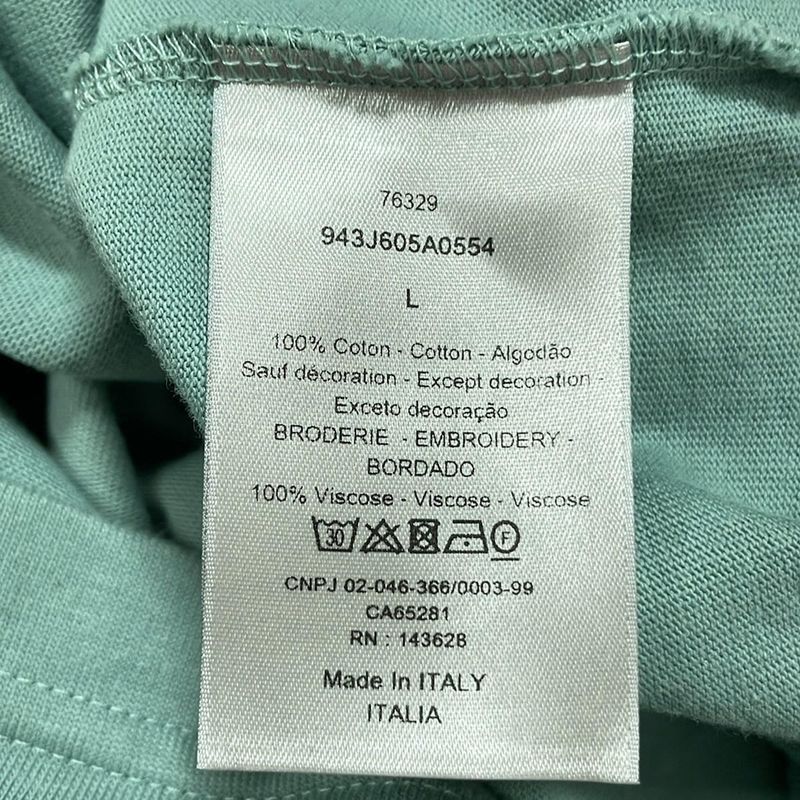 76329
943J605A0554
L
100% Coton - Cotton - Algodão
Sauf décoration - Except decoration -
Exceto decoração
BRODERIE - EMBROIDERY -
BORDADO
100% Viscose - Viscose - Viscose
30 F
CNPJ 02-046-366/0003-99
CA65281
RN : 143628
Made In ITALY
ITALIA